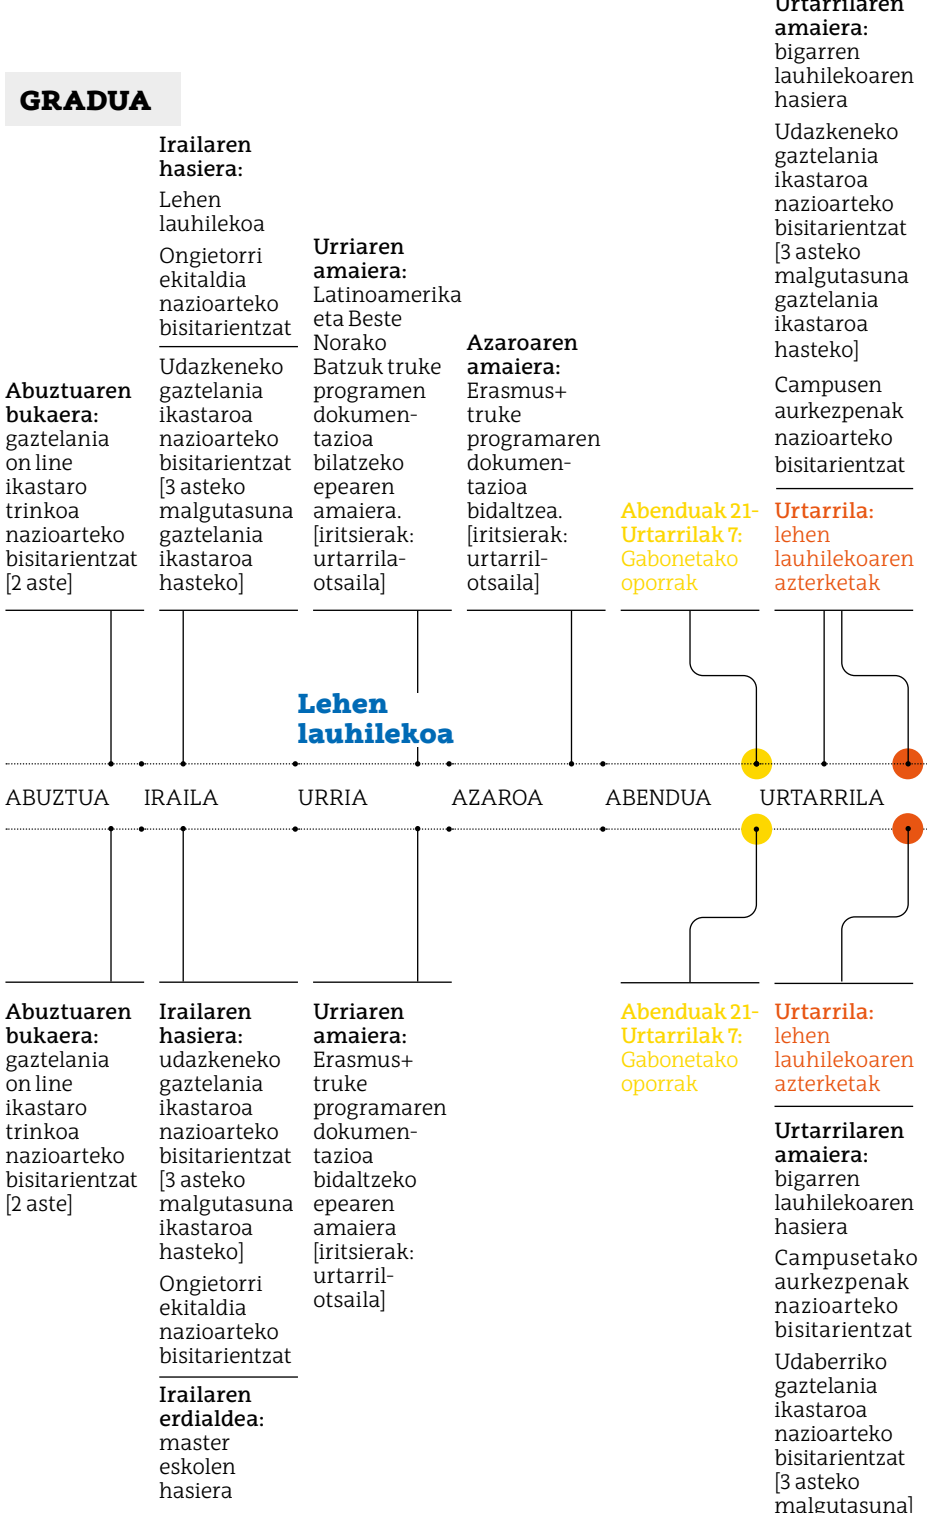 GRADUA
Abuztuaren
bukaera:
gaztelania
on line
ikastaro
trinkoa
nazioarteko
bisitarientzat
[2 aste]
Irailaren
hasiera:
Lehen
lauhilekoa
Ongietorri
ekitaldia
nazioarteko
bisitarientzat
Udazkeneko
gaztelania
ikastaroa
nazioarteko
bisitarientzat
[3 asteko
malgutasuna
gaztelania
ikastaroa
hasteko]
Urriaren
amaiera:
Latinoamerika
eta Beste
Norako
Batzuk truke
programen
dokumen-
tazioa
bilatzeko
epearen
amaiera.
[iritsierak:
urtarrila-
otsaila]
Azaroaren
amaiera:
Erasmus+
truke
programaren
dokumen-
tazioa
bidaltzea.
[iritsierak:
urtarril-
otsaila]
Abenduak 21-
Urtarrilak 7:
Gabonetako
oporrak
Urtarrilaren
amaiera:
bigarren
lauhilekoaren
hasiera
Udazkeneko
gaztelania
ikastaroa
nazioarteko
bisitarientzat
[3 asteko
malgutasuna
gaztelania
ikastaroa
hasteko]
Campusen
aurkezpenak
nazioarteko
bisitarientzat
Urtarrila:
lehen
lauhilekoaren
azterketak
Lehen
lauhilekoa
ABUZTUA IRAILA URRIA AZAROA ABENDUA URTARRILA
Abuztuaren
bukaera:
gaztelania
on line
ikastaro
trinkoa
nazioarteko
bisitarientzat
[2 aste]
Irailaren
hasiera:
udazkeneko
gaztelania
ikastaroa
nazioarteko
bisitarientzat
[3 asteko
malgutasuna
ikastaroa
hasteko]
Ongietorri
ekitaldia
nazioarteko
bisitarientzat
Irailaren
erdialdea:
master
eskolen
hasiera
Urriaren
amaiera:
Erasmus+
truke
programaren
dokumen-
tazioa
bidaltzeko
epearen
amaiera
[iritsierak:
urtarril-
otsaila]
Abenduak 21-
Urtarrilak 7:
Gabonetako
oporrak
Urtarrila:
lehen
lauhilekoaren
azterketak
Urtarrilaren
amaiera:
bigarren
lauhilekoaren
hasiera
Campusetako
aurkezpenak
nazioarteko
bisitarientzat
Udaberriko
gaztelania
ikastaroa
nazioarteko
bisitarientzat
[3 asteko
malgutasuna]